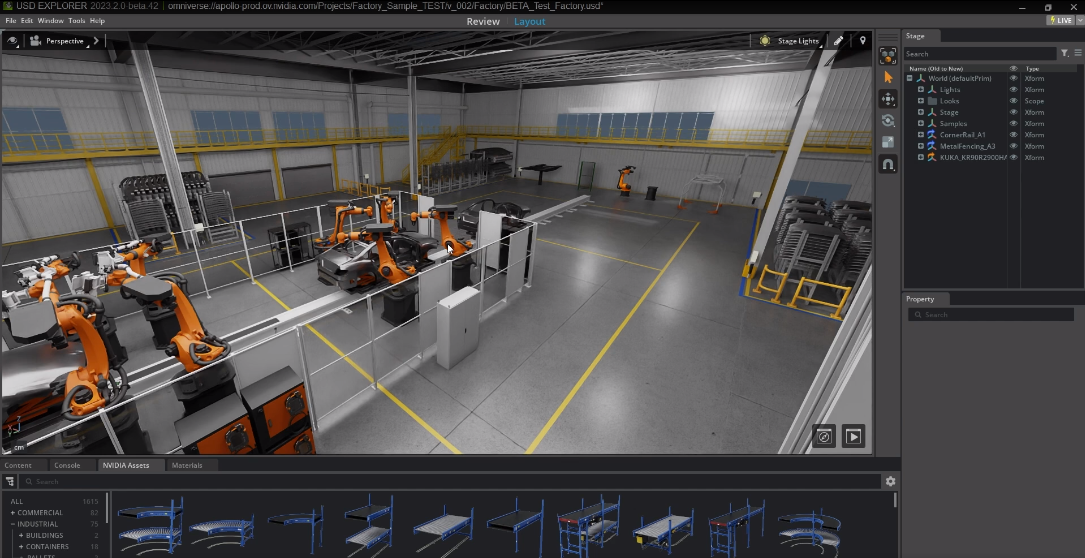 USD EXPLORER 2023.2.0-beta.42 | omniverse://apollo-prod.ov.nvidia.com/Projects/Factory_Sample_TEST/v_002/Factory/BETA_Test_Factory.usd*
File Edit Window Tools Help
Review Layout
LIVE
Perspective
Stage Lights
Stage
Search
Name (Old to New) Type
World (defaultPrim) Xform
Lights Xform
Looks Scope
Stage Xform
Samples Xform
CornerRail_A1 Xform
MetalFencing_A3 Xform
KUKA_KR90R2900HA Xform
Property
Search
cm
Content Console NVIDIA Assets Materials
Search
ALL 1615
+ COMMERCIAL 82
− INDUSTRIAL 75
+ BUILDINGS 2
+ CONTAINERS 18